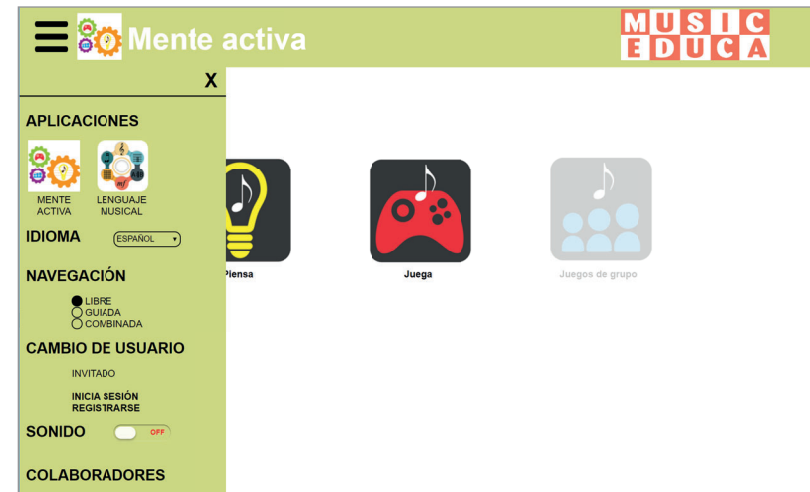 Mente activa
MUSIC
EDUCA
X
APLICACIONES
MENTE
ACTIVA
LENGUAJE
MUSICAL
IDIOMA
ESPAÑOL
NAVEGACIÓN
LIBRE
GUIADA
COMBINADA
CAMBIO DE USUARIO
INVITADO
INICIA SESIÓN
REGISTRARSE
SONIDO
OFF
COLABORADORES
Piensa
Juega
Juegos de grupo